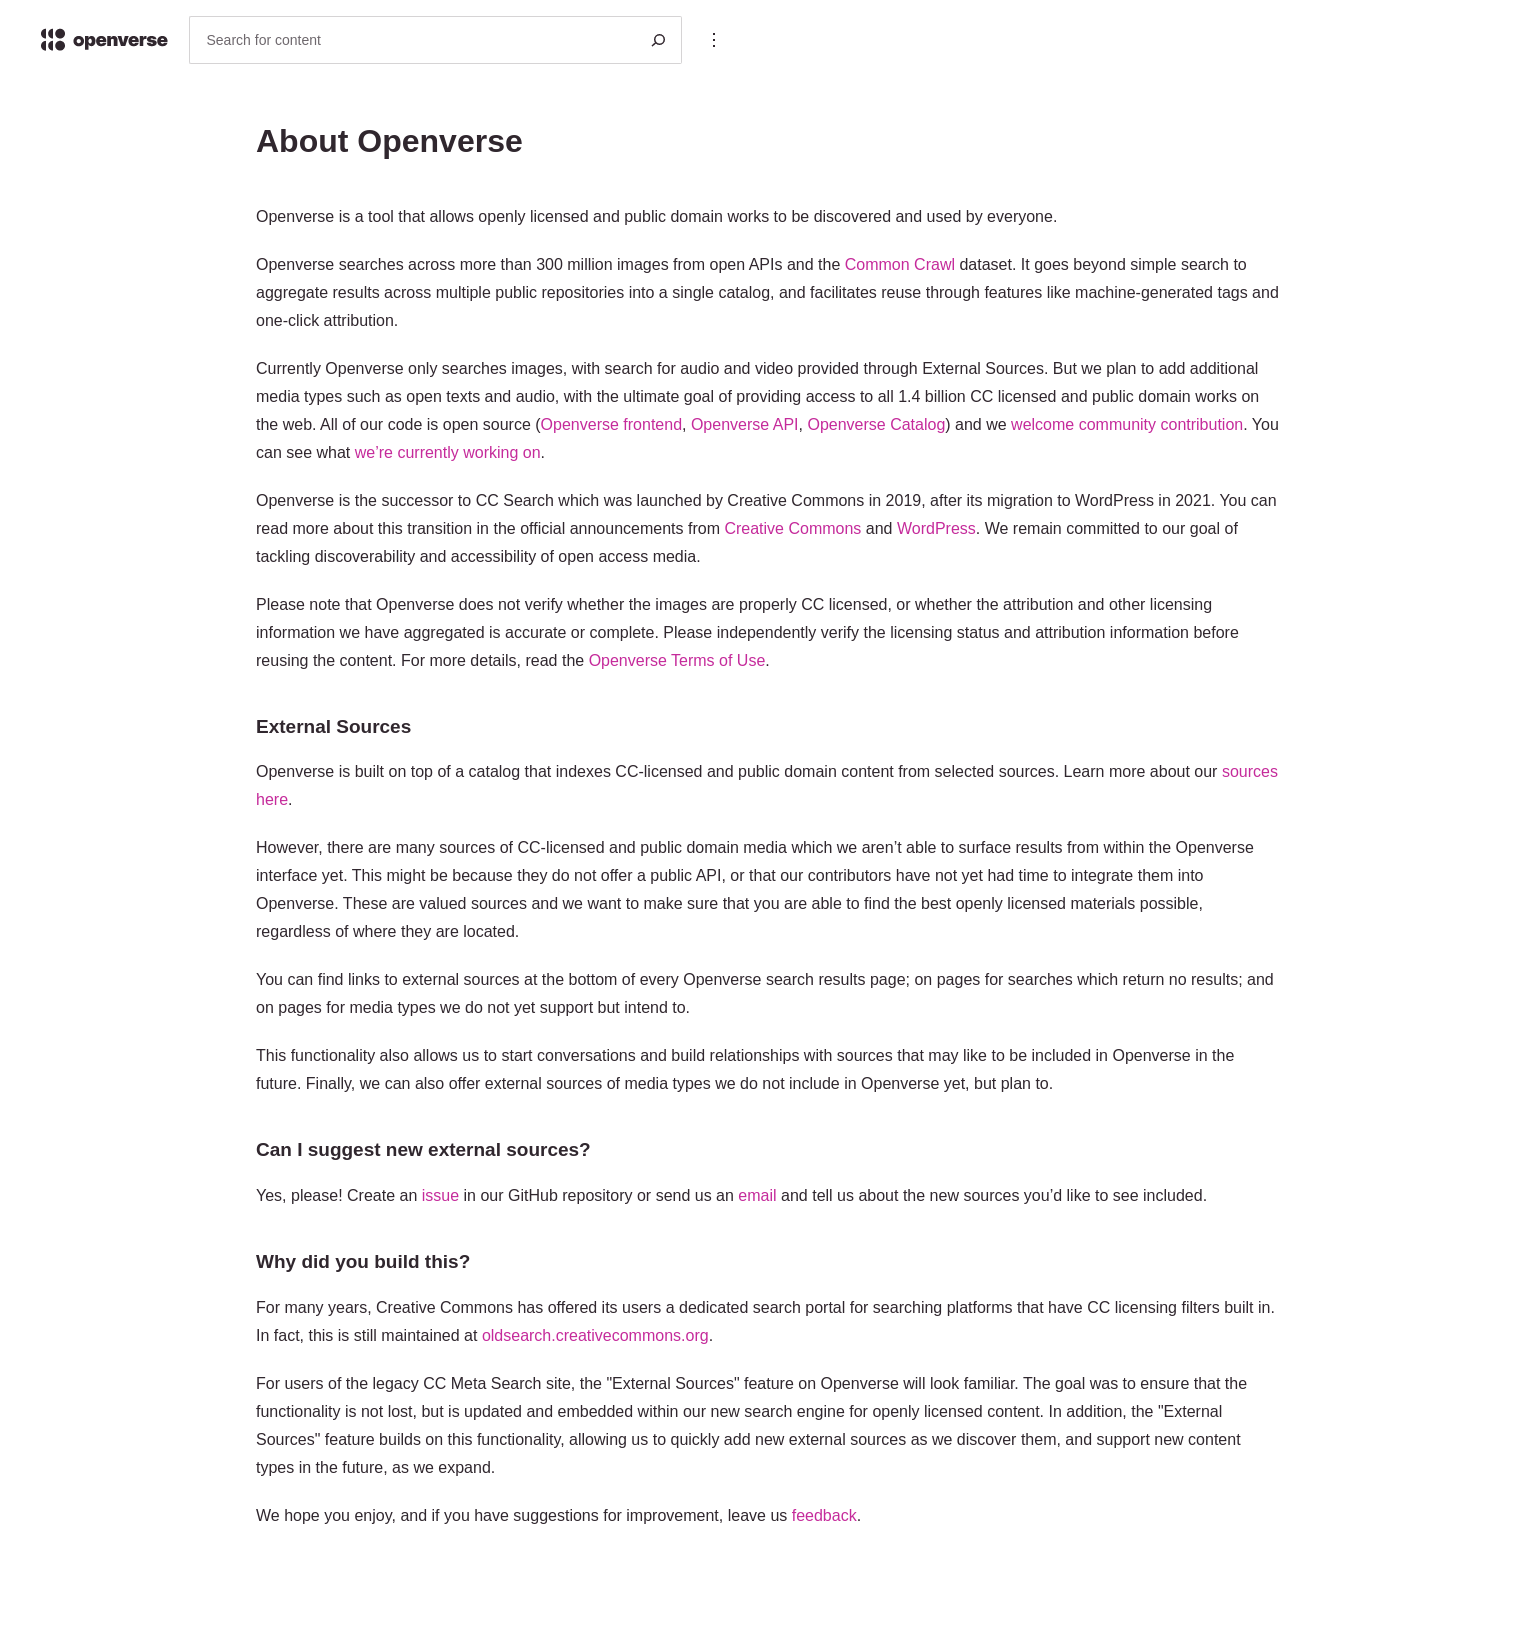 openverse
Search for content
About Openverse
Openverse is a tool that allows openly licensed and public domain works to be discovered and used by everyone.
Openverse searches across more than 300 million images from open APIs and the Common Crawl dataset. It goes beyond simple search to
aggregate results across multiple public repositories into a single catalog, and facilitates reuse through features like machine-generated tags and
one-click attribution.
Currently Openverse only searches images, with search for audio and video provided through External Sources. But we plan to add additional
media types such as open texts and audio, with the ultimate goal of providing access to all 1.4 billion CC licensed and public domain works on
the web. All of our code is open source (Openverse frontend, Openverse API, Openverse Catalog) and we welcome community contribution. You
can see what we’re currently working on.
Openverse is the successor to CC Search which was launched by Creative Commons in 2019, after its migration to WordPress in 2021. You can
read more about this transition in the official announcements from Creative Commons and WordPress. We remain committed to our goal of
tackling discoverability and accessibility of open access media.
Please note that Openverse does not verify whether the images are properly CC licensed, or whether the attribution and other licensing
information we have aggregated is accurate or complete. Please independently verify the licensing status and attribution information before
reusing the content. For more details, read the Openverse Terms of Use.
External Sources
Openverse is built on top of a catalog that indexes CC-licensed and public domain content from selected sources. Learn more about our sources
here.
However, there are many sources of CC-licensed and public domain media which we aren’t able to surface results from within the Openverse
interface yet. This might be because they do not offer a public API, or that our contributors have not yet had time to integrate them into
Openverse. These are valued sources and we want to make sure that you are able to find the best openly licensed materials possible,
regardless of where they are located.
You can find links to external sources at the bottom of every Openverse search results page; on pages for searches which return no results; and
on pages for media types we do not yet support but intend to.
This functionality also allows us to start conversations and build relationships with sources that may like to be included in Openverse in the
future. Finally, we can also offer external sources of media types we do not include in Openverse yet, but plan to.
Can I suggest new external sources?
Yes, please! Create an issue in our GitHub repository or send us an email and tell us about the new sources you’d like to see included.
Why did you build this?
For many years, Creative Commons has offered its users a dedicated search portal for searching platforms that have CC licensing filters built in.
In fact, this is still maintained at oldsearch.creativecommons.org.
For users of the legacy CC Meta Search site, the "External Sources" feature on Openverse will look familiar. The goal was to ensure that the
functionality is not lost, but is updated and embedded within our new search engine for openly licensed content. In addition, the "External
Sources" feature builds on this functionality, allowing us to quickly add new external sources as we discover them, and support new content
types in the future, as we expand.
We hope you enjoy, and if you have suggestions for improvement, leave us feedback.